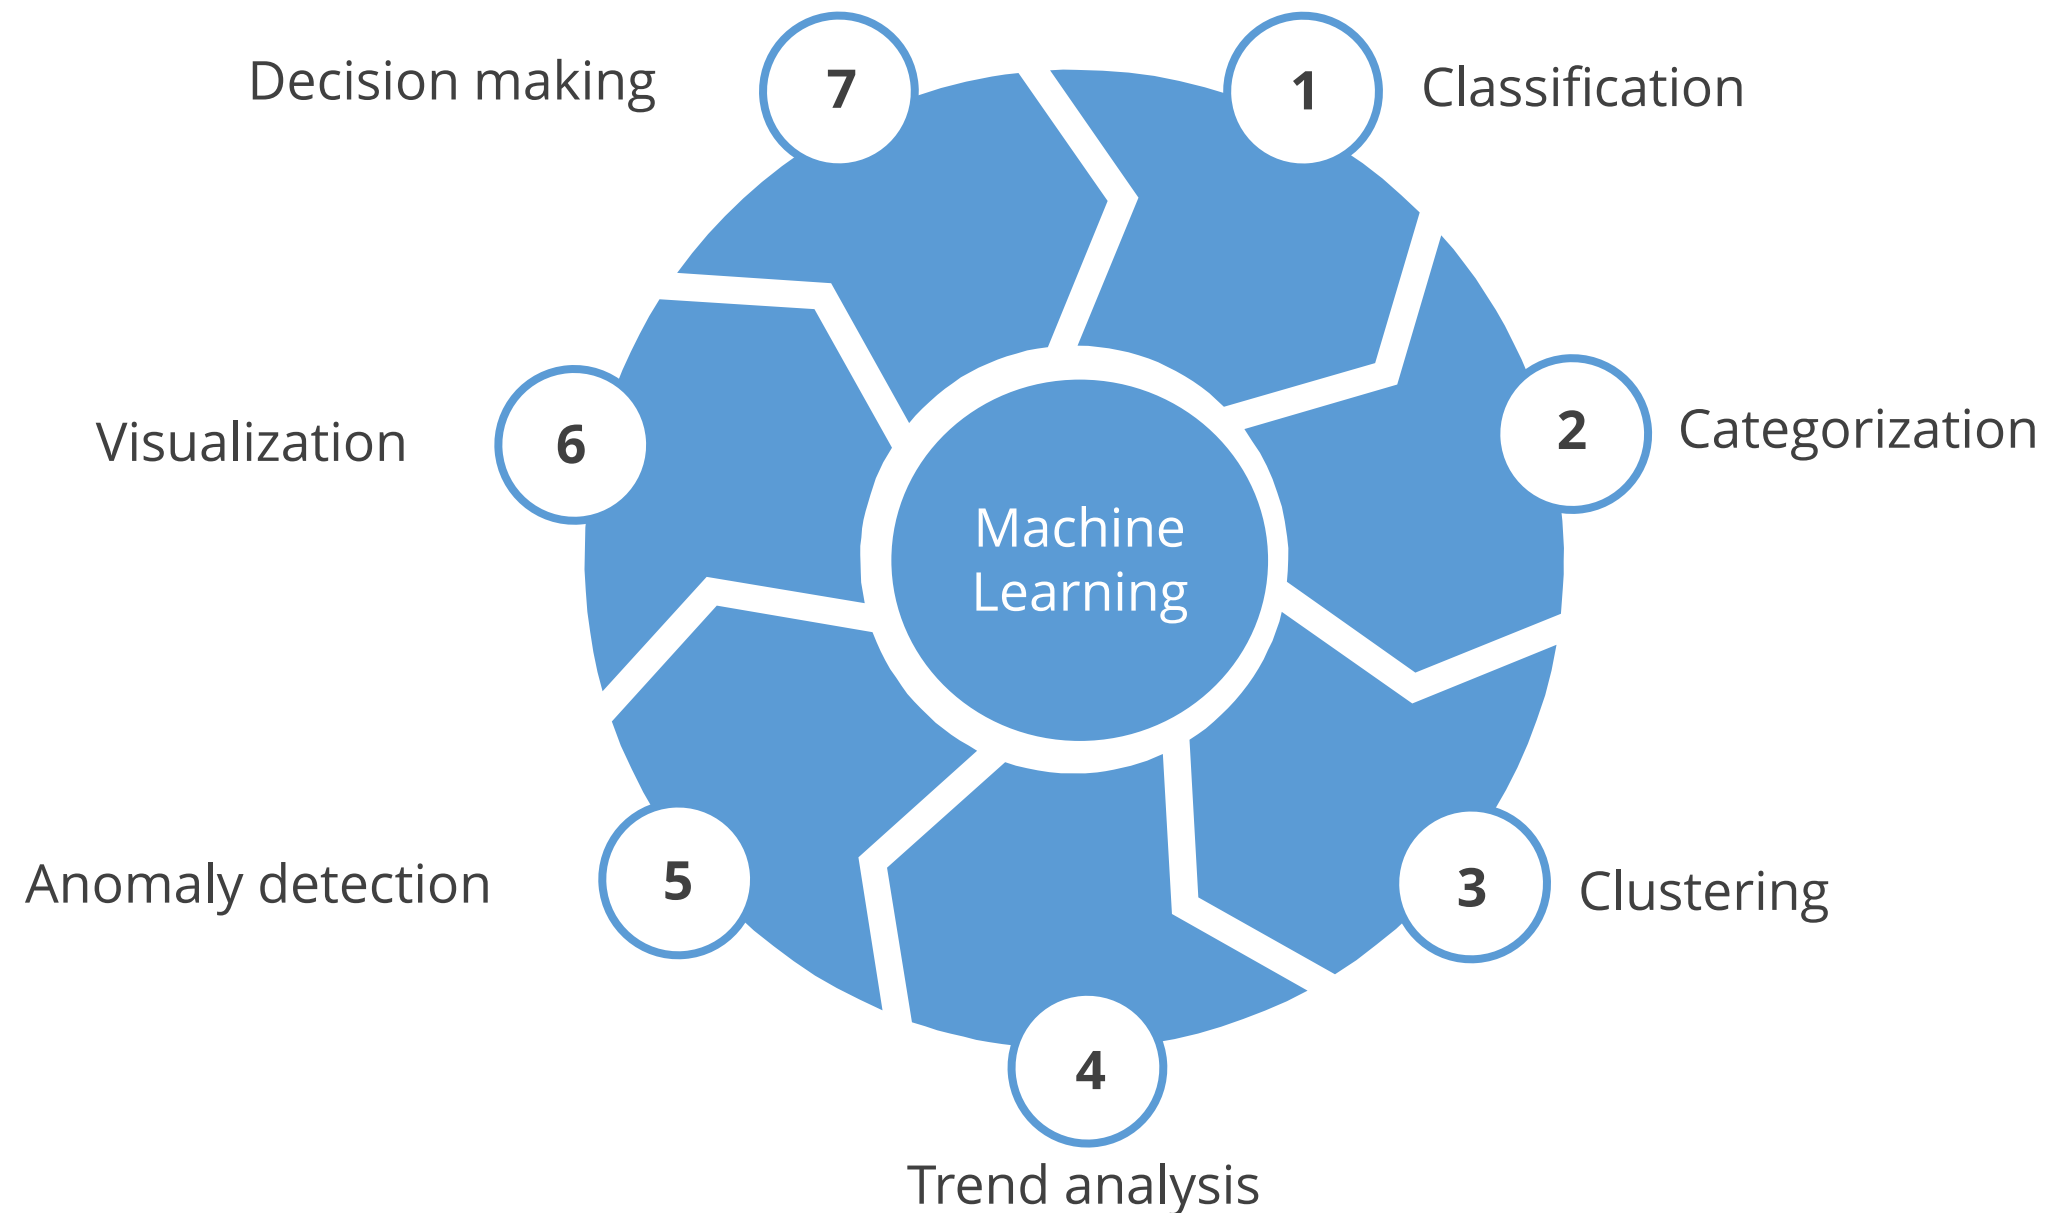 7
Decision making
1
Classification
2
Categorization
6
Visualization
Machine
Learning
5
Anomaly detection
3
Clustering
4
Trend analysis